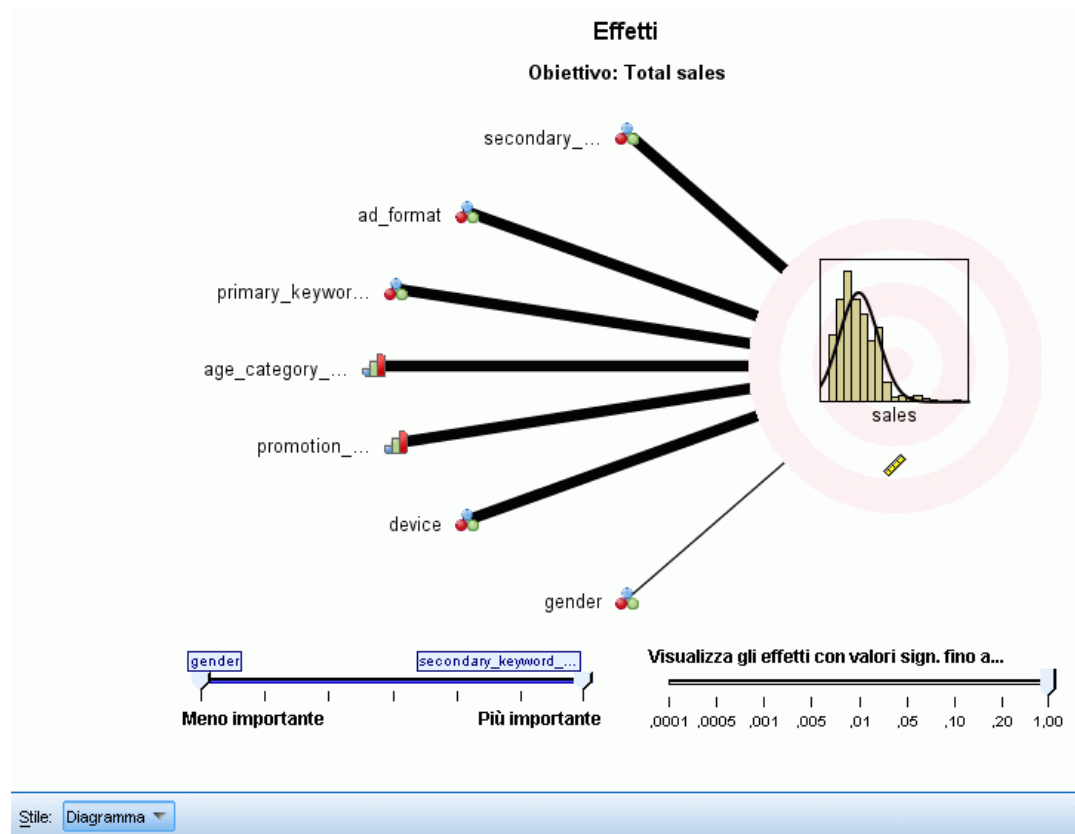 Effetti
Obiettivo: Total sales
secondary_...
ad_format
primary_keywor...
age_category_...
promotion_...
device
gender
sales
gender
secondary_keyword_...
Meno importante
Più importante
Visualizza gli effetti con valori sign. fino a...
,0001 ,0005 ,001 ,005 ,01 ,05 ,10 ,20 1,00
Stile: Diagramma